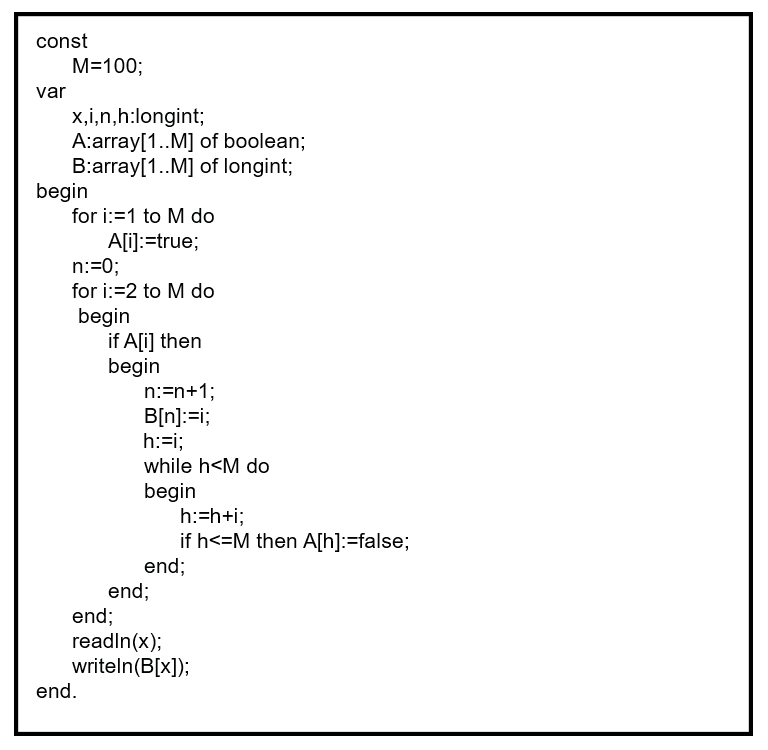 const
M=100;
var
x,i,n,h:longint;
A:array[1..M] of boolean;
B:array[1..M] of longint;
begin
for i:=1 to M do
A[i]:=true;
n:=0;
for i:=2 to M do
begin
if A[i] then
begin
n:=n+1;
B[n]:=i;
h:=i;
while h<M do
begin
h:=h+i;
if h<=M then A[h]:=false;
end;
end;
end;
readln(x);
writeln(B[x]);
end.